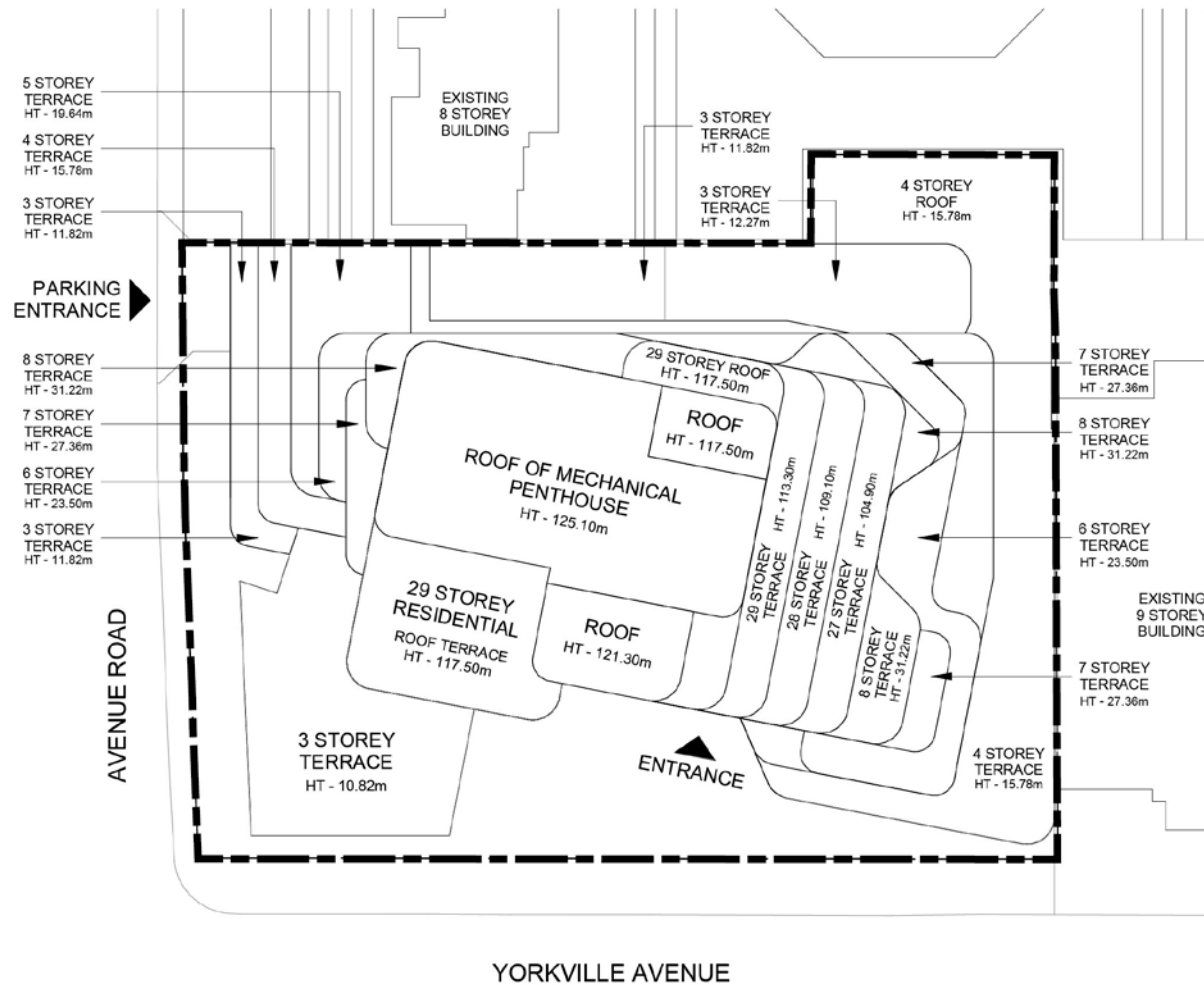 5 STOREY
TERRACE
HT - 19.64m
4 STOREY
TERRACE
HT - 15.78m
3 STOREY
TERRACE
HT - 11.82m
PARKING
ENTRANCE
8 STOREY
TERRACE
HT - 31.22m
7 STOREY
TERRACE
HT - 27.36m
6 STOREY
TERRACE
HT - 23.50m
3 STOREY
TERRACE
HT - 11.82m
AVENUE ROAD
EXISTING
8 STOREY
BUILDING
3 STOREY
TERRACE
HT - 11.82m
3 STOREY
TERRACE
HT - 12.27m
4 STOREY
ROOF
HT - 15.78m
29 STOREY ROOF
HT - 117.50m
ROOF
HT - 117.50m
ROOF OF MECHANICAL
PENTHOUSE
HT - 125.10m
29 STOREY
RESIDENTIAL
ROOF TERRACE
HT - 117.50m
ROOF
HT - 121.30m
29 STOREY
TERRACE
HT - 113.30m
28 STOREY
TERRACE
HT - 109.10m
27 STOREY
TERRACE
HT - 104.90m
8 STOREY
TERRACE
HT - 31.22m
3 STOREY
TERRACE
HT - 10.82m
ENTRANCE
7 STOREY
TERRACE
HT - 27.36m
8 STOREY
TERRACE
HT - 31.22m
6 STOREY
TERRACE
HT - 23.50m
EXISTING
9 STOREY
BUILDING
7 STOREY
TERRACE
HT - 27.36m
4 STOREY
TERRACE
HT - 15.78m
YORKVILLE AVENUE